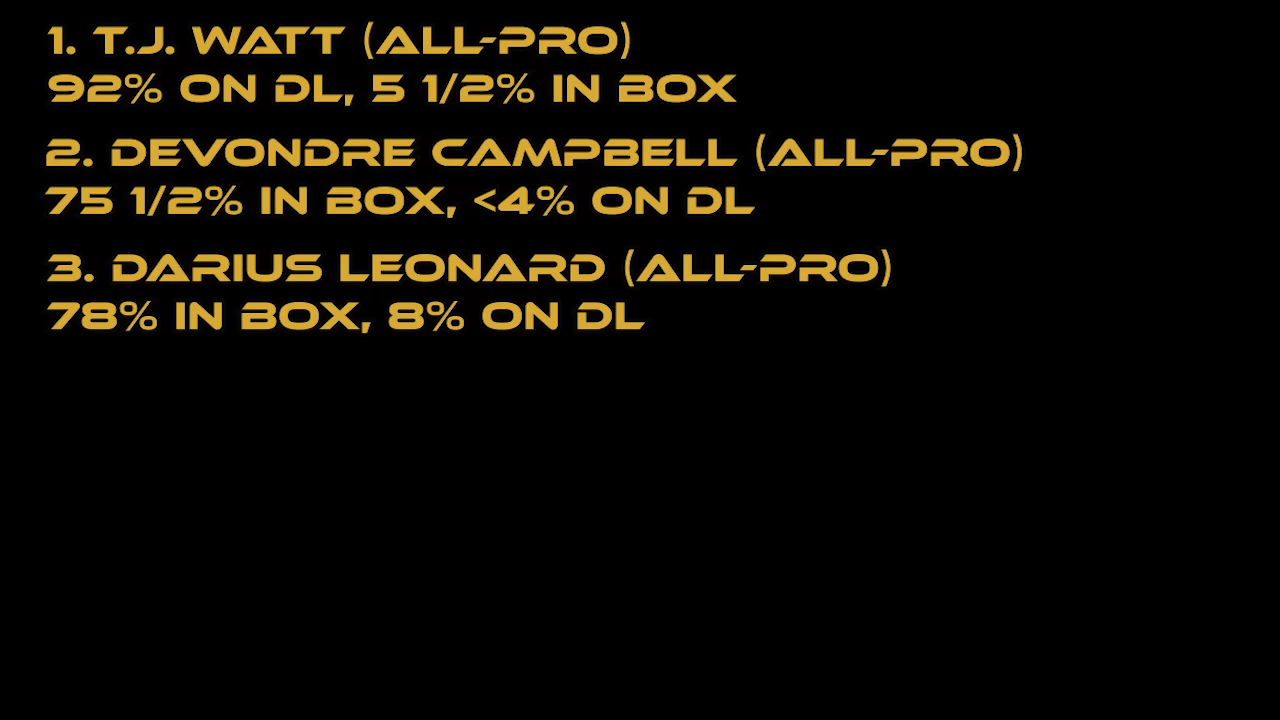 1. T.J. WATT (ALL-PRO)
92% ON DL, 5 1/2% IN BOX
2. DEVONDRE CAMPBELL (ALL-PRO)
75 1/2% IN BOX, <4% ON DL
3. DARIUS LEONARD (ALL-PRO)
78% IN BOX, 8% ON DL